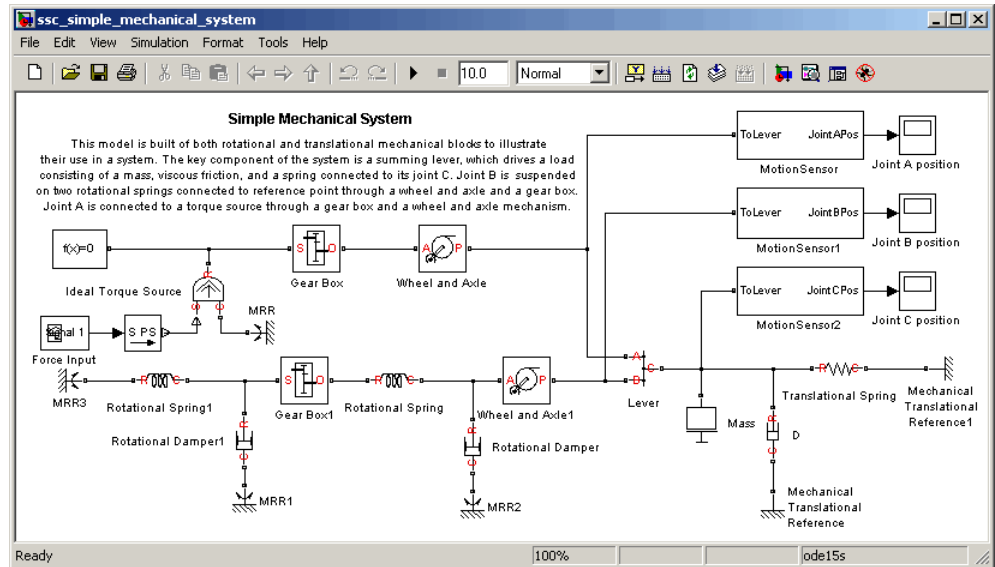 ssc_simple_mechanical_system
File Edit View Simulation Format Tools Help
10.0 Normal
Simple Mechanical System
This model is built of both rotational and translational mechanical blocks to illustrate
their use in a system. The key component of the system is a summing lever, which drives a load
consisting of a mass, viscous friction, and a spring connected to its joint C. Joint B is suspended
on two rotational springs connected to reference point through a wheel and axle and a gear box.
Joint A is connected to a torque source through a gear box and a wheel and axle mechanism.
ToLever JointAPos
MotionSensor
Joint A position
ToLever JointBPos
MotionSensor1
Joint B position
ToLever JointCPos
MotionSensor2
Joint C position
f(x)=0
S O
Gear Box
A P
Wheel and Axle
R
S C
Ideal Torque Source
MRR
Signal 1
Force Input
S PS
MRR3
R C
Rotational Spring1
S O
Gear Box1
R C
Rotational Spring
A P
Wheel and Axle1
A
B
C
Lever
Mass
R C
Translational Spring
Mechanical
Translational
Reference1
R
C
Rotational Damper1
MRR1
R
C
Rotational Damper
MRR2
R
C
D
Mechanical
Translational
Reference
Ready 100% ode15s